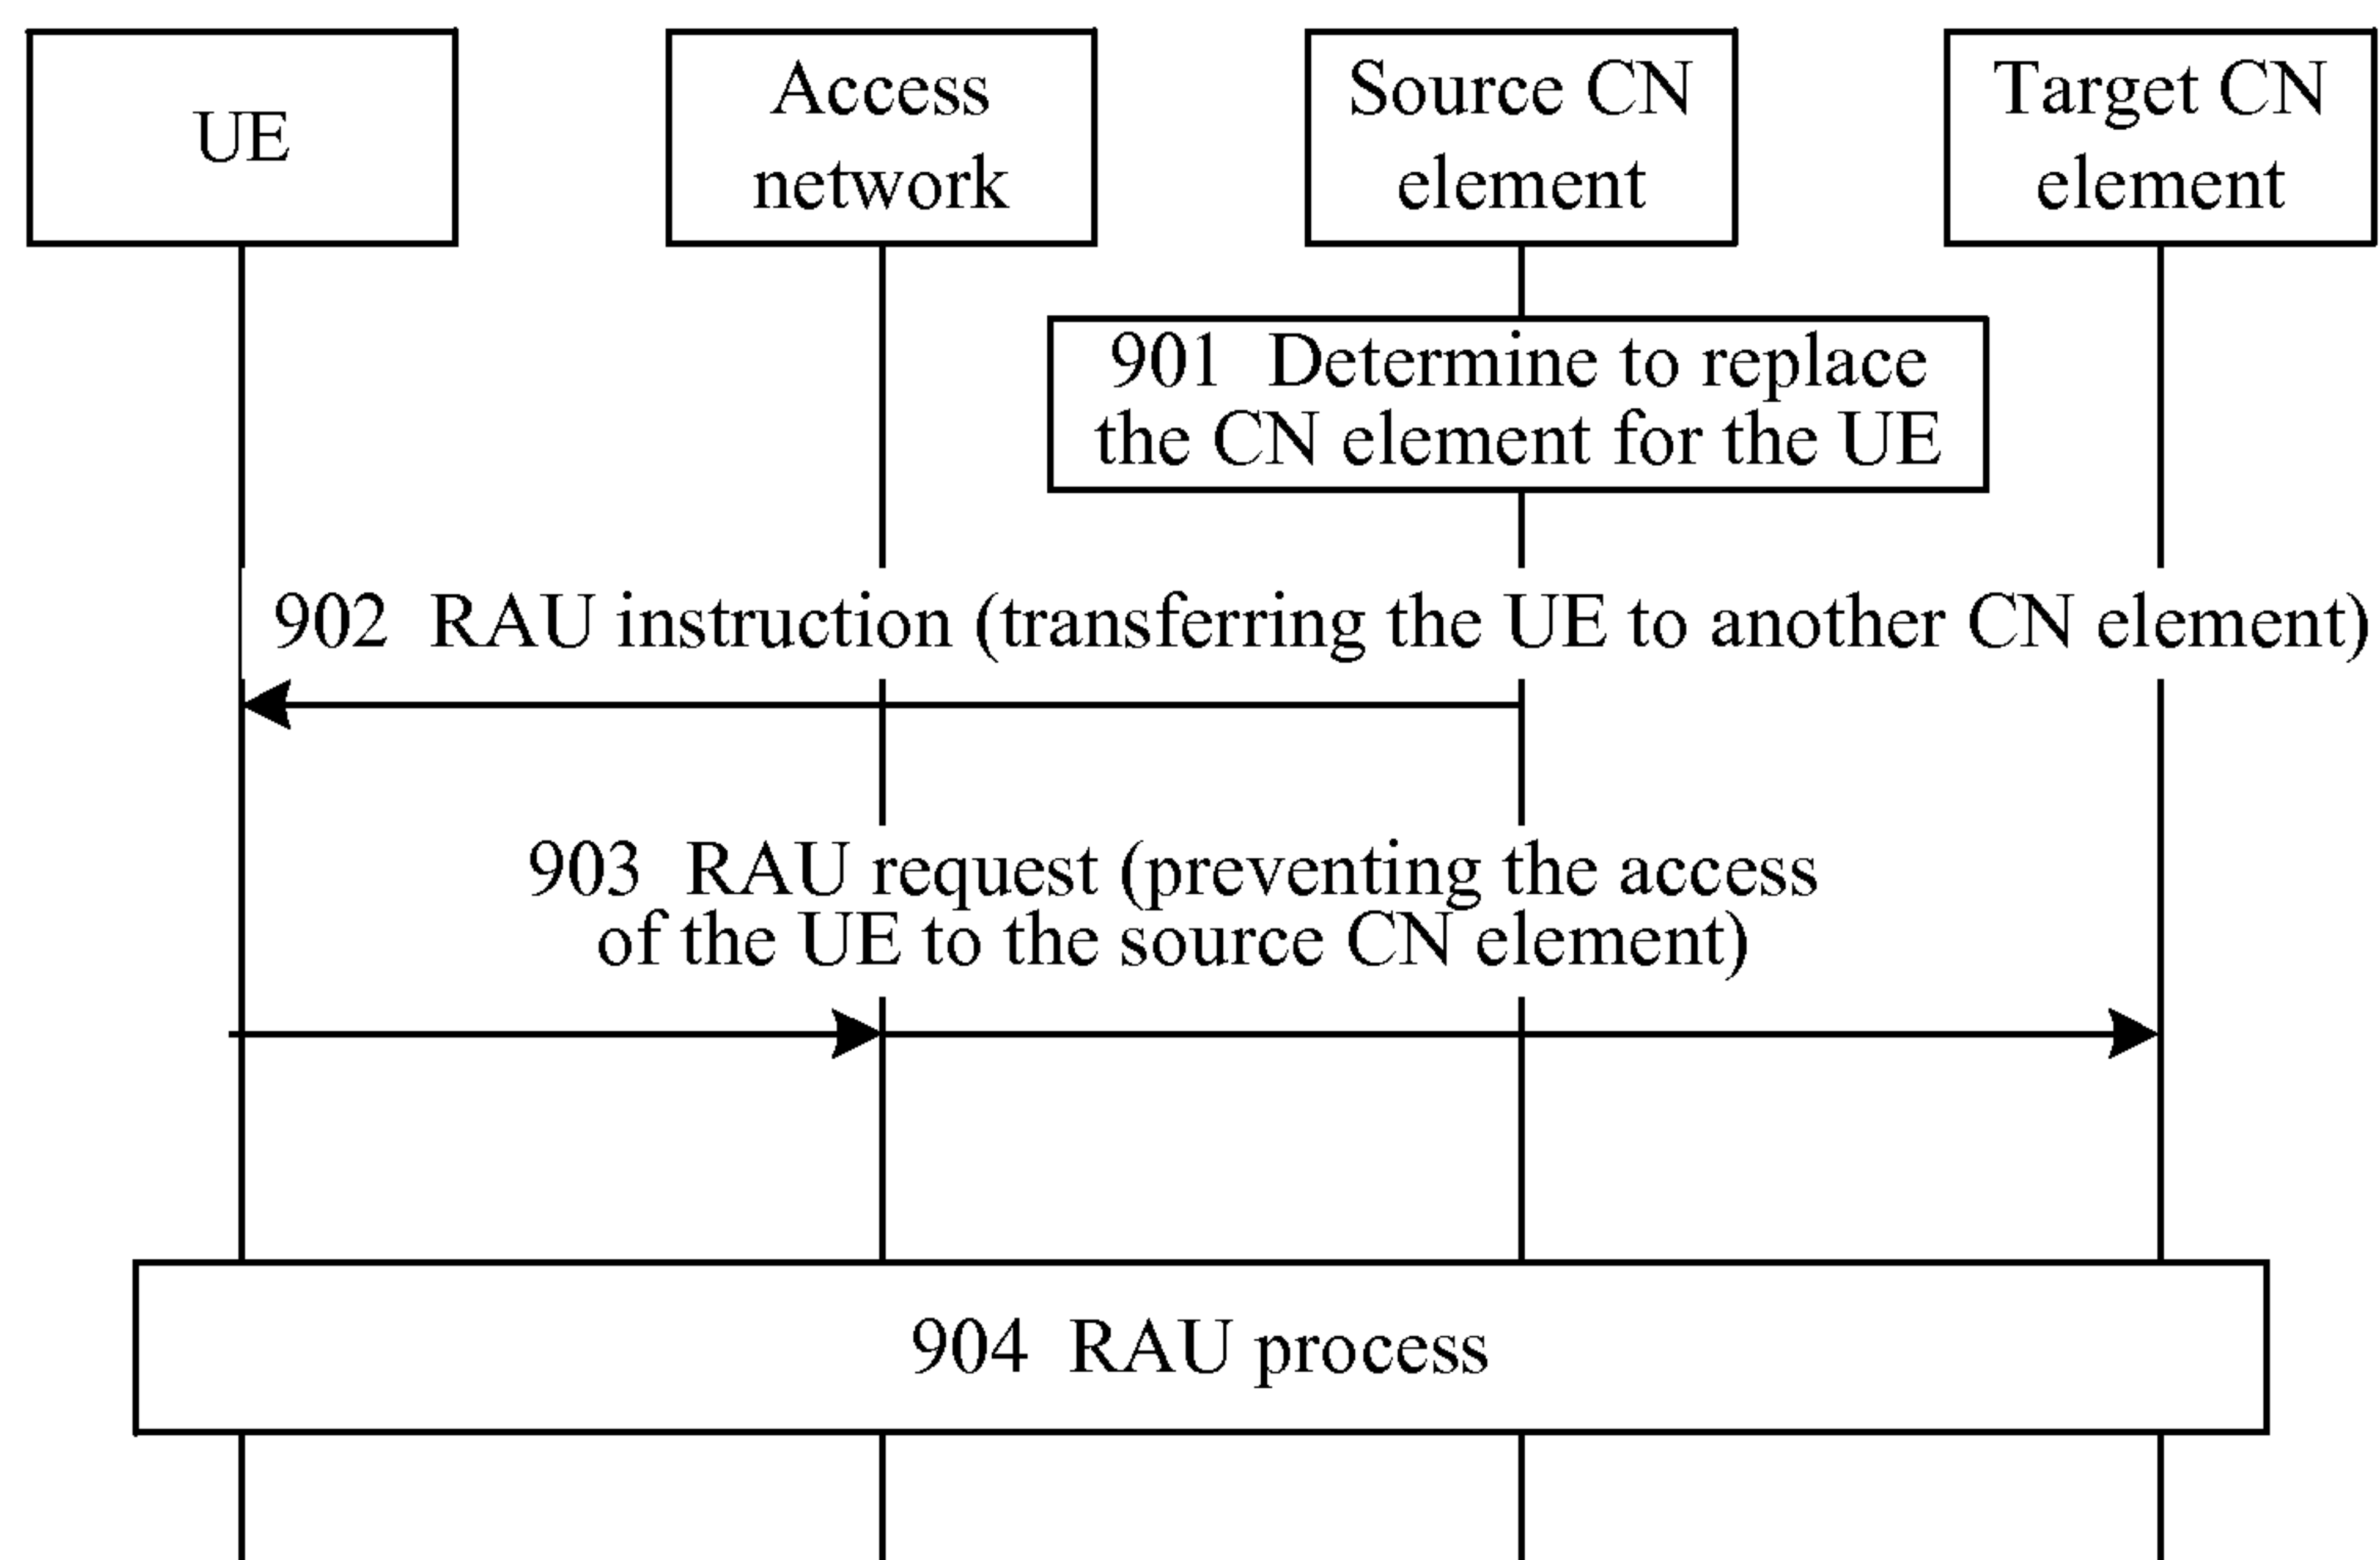 UE
Access
network
Source CN
element
Target CN
element
901 Determine to replace
the CN element for the UE
902 RAU instruction (transferring the UE to another CN element)
903 RAU request (preventing the access
of the UE to the source CN element)
904 RAU process